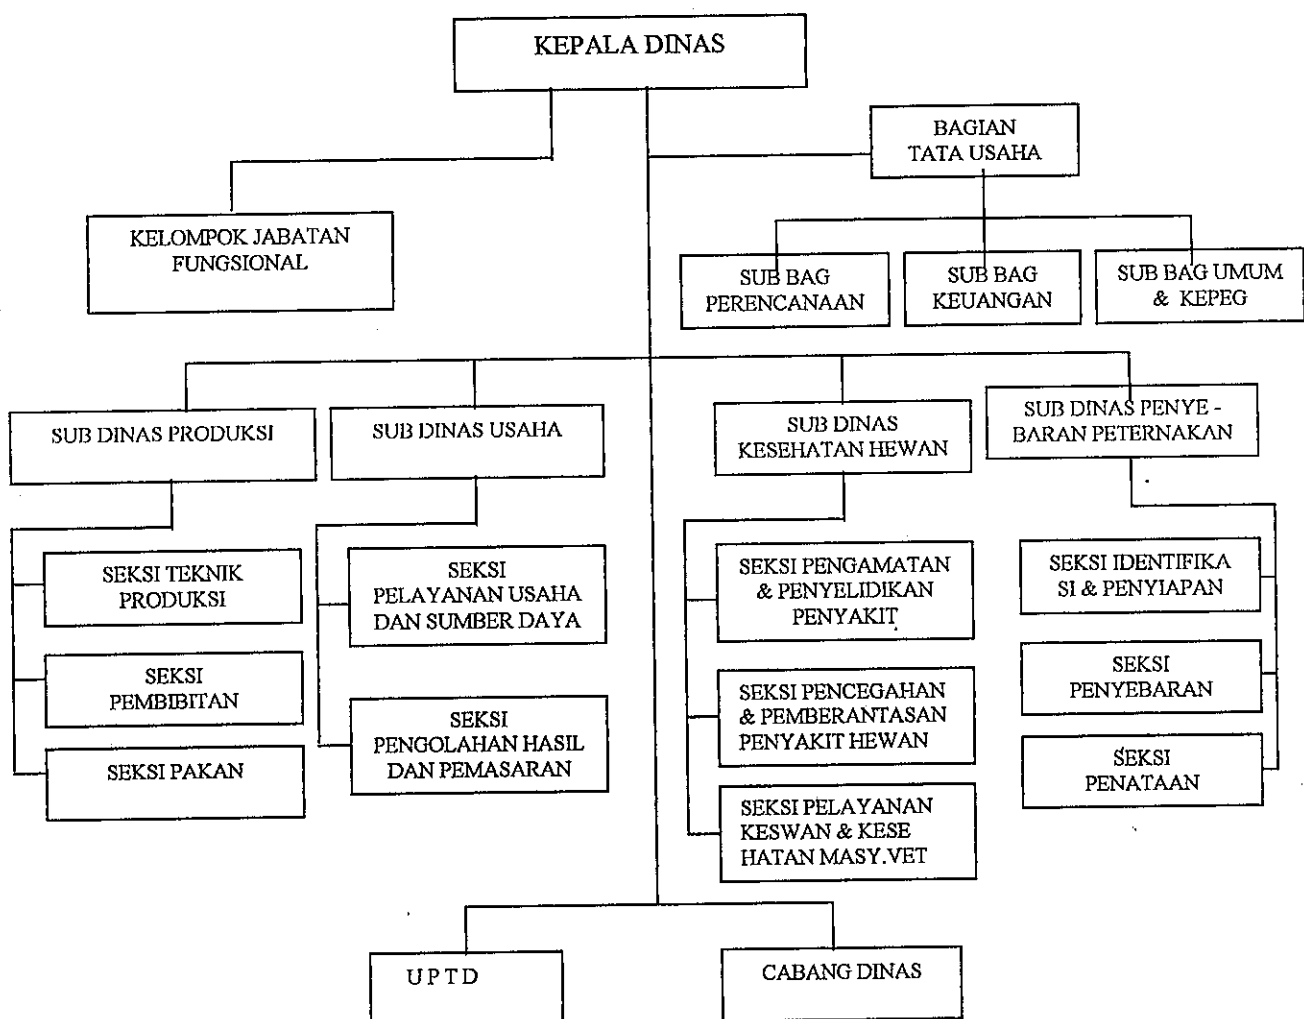 KEPALA DINAS
BAGIAN
TATA USAHA
KELOMPOK JABATAN
FUNGSIONAL
SUB BAG
PERENCANAAN
SUB BAG
KEUANGAN
SUB BAG UMUM
& KEPEG
SUB DINAS PRODUKSI
SUB DINAS USAHA
SUB DINAS
KESEHATAN HEWAN
SUB DINAS PENYE -
BARAN PETERNAKAN
SEKSI TEKNIK
PRODUKSI
SEKSI
PEMBIBITAN
SEKSI PAKAN
SEKSI
PELAYANAN USAHA
DAN SUMBER DAYA
SEKSI
PENGOLAHAN HASIL
DAN PEMASARAN
SEKSI PENGAMATAN
& PENYELIDIKAN
PENYAKIT
SEKSI PENCEGAHAN
& PEMBERANTASAN
PENYAKIT HEWAN
SEKSI PELAYANAN
KESWAN & KESE
HATAN MASY.VET
SEKSI IDENTIFIKA
SI & PENYIAPAN
SEKSI
PENYEBARAN
SEKSI
PENATAAN
U P T D
CABANG DINAS